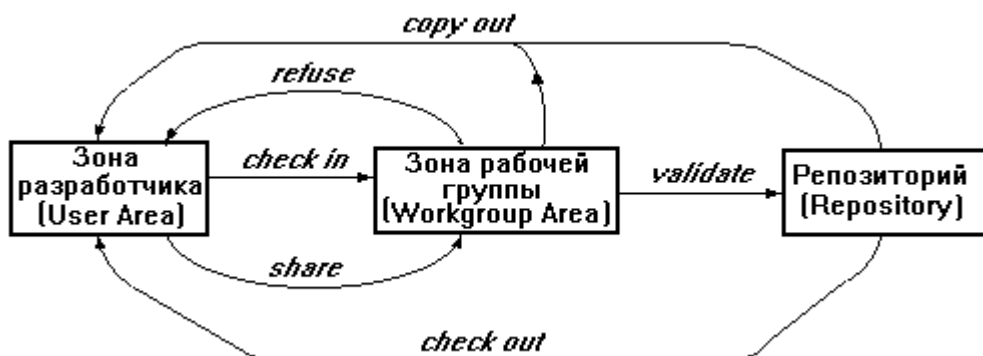 copy out
refuse
Зона
разработчика
(User Area)
check in
Зона рабочей
группы
(Workgroup Area)
validate
Репозиторий
(Repository)
share
check out